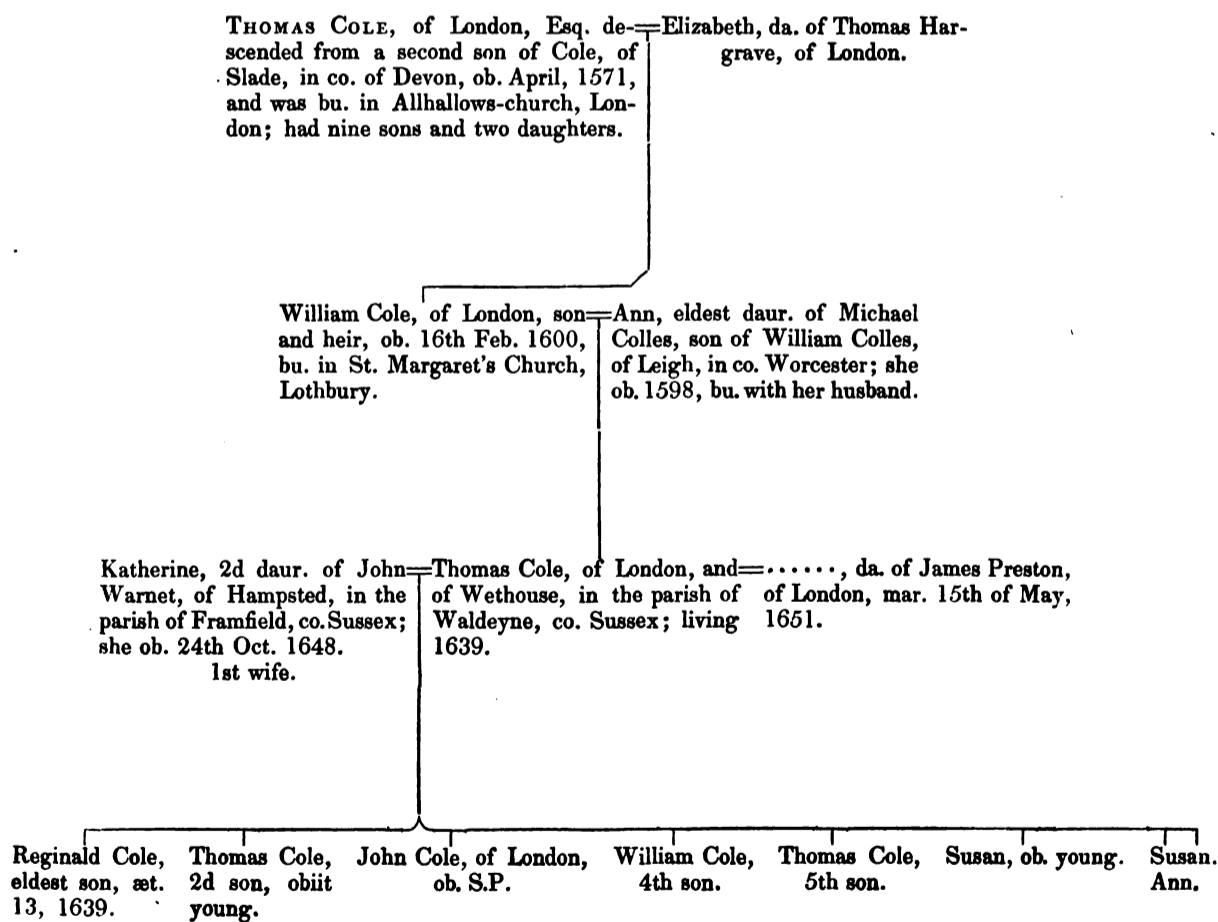 THOMAS COLE, of London, Esq. de-
scended from a second son of Cole, of
Slade, in co. of Devon, ob. April, 1571,
and was bu. in Allhallows-church, Lon-
don; had nine sons and two daughters.
=Elizabeth, da. of Thomas Har-
grave, of London.
William Cole, of London, son
and heir, ob. 16th Feb. 1600,
bu. in St. Margaret's Church,
Lothbury.
=Ann, eldest daur. of Michael
Colles, son of William Colles,
of Leigh, in co. Worcester; she
ob. 1598, bu. with her husband.
Katherine, 2d daur. of John
Warnet, of Hampsted, in the
parish of Framfield, co. Sussex;
she ob. 24th Oct. 1648.
1st wife.
=Thomas Cole, of London, and
of Wethouse, in the parish of
Waldeyne, co. Sussex; living
1639.
=......, da. of James Preston,
of London, mar. 15th of May,
1651.
Reginald Cole,
eldest son, æt.
13, 1639.
Thomas Cole,
2d son, obiit
young.
John Cole, of London,
ob. S.P.
William Cole,
4th son.
Thomas Cole,
5th son.
Susan, ob. young.
Susan.
Ann.